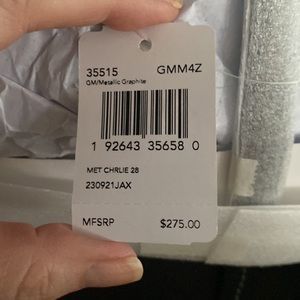 35515 GMM4Z
GM/Metallic Graphite
1 92643 35658 0
MET CHRLIE 28
230921JAX
MFSRP $275.00